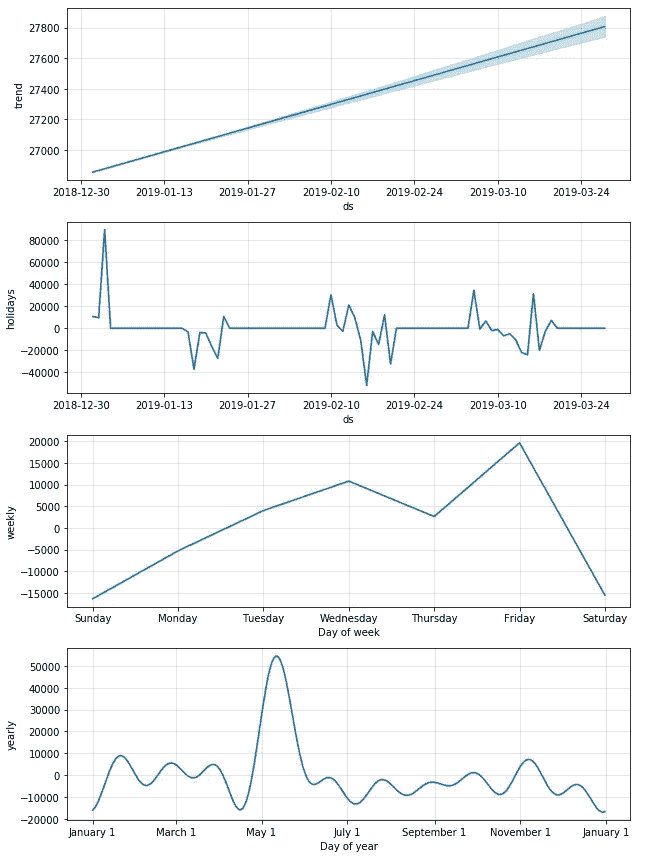 27800
27600
27400
27200
27000
trend
2018-12-30 2019-01-13 2019-01-27 2019-02-10 2019-02-24 2019-03-10 2019-03-24
ds
80000
60000
40000
20000
0
−20000
−40000
holidays
2018-12-30 2019-01-13 2019-01-27 2019-02-10 2019-02-24 2019-03-10 2019-03-24
ds
20000
15000
10000
5000
0
−5000
−10000
−15000
weekly
Sunday Monday Tuesday Wednesday Thursday Friday Saturday
Day of week
50000
40000
30000
20000
10000
0
−10000
−20000
yearly
January 1 March 1 May 1 July 1 September 1 November 1 January 1
Day of year